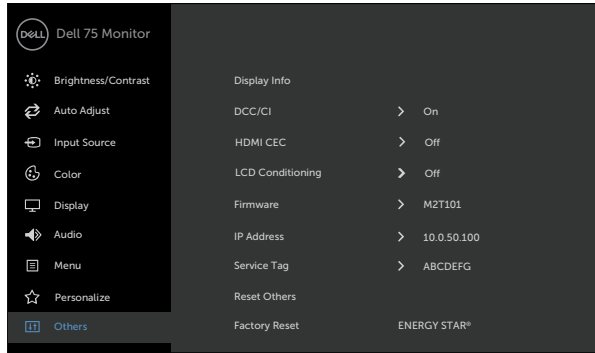 DELL Dell 75 Monitor
Brightness/Contrast Display Info
Auto Adjust DCC/CI > On
Input Source HDMI CEC > Off
Color LCD Conditioning > Off
Display Firmware > M2T101
Audio IP Address > 10.0.50.100
Menu Service Tag > ABCDEFG
Personalize Reset Others
Others Factory Reset ENERGY STAR®